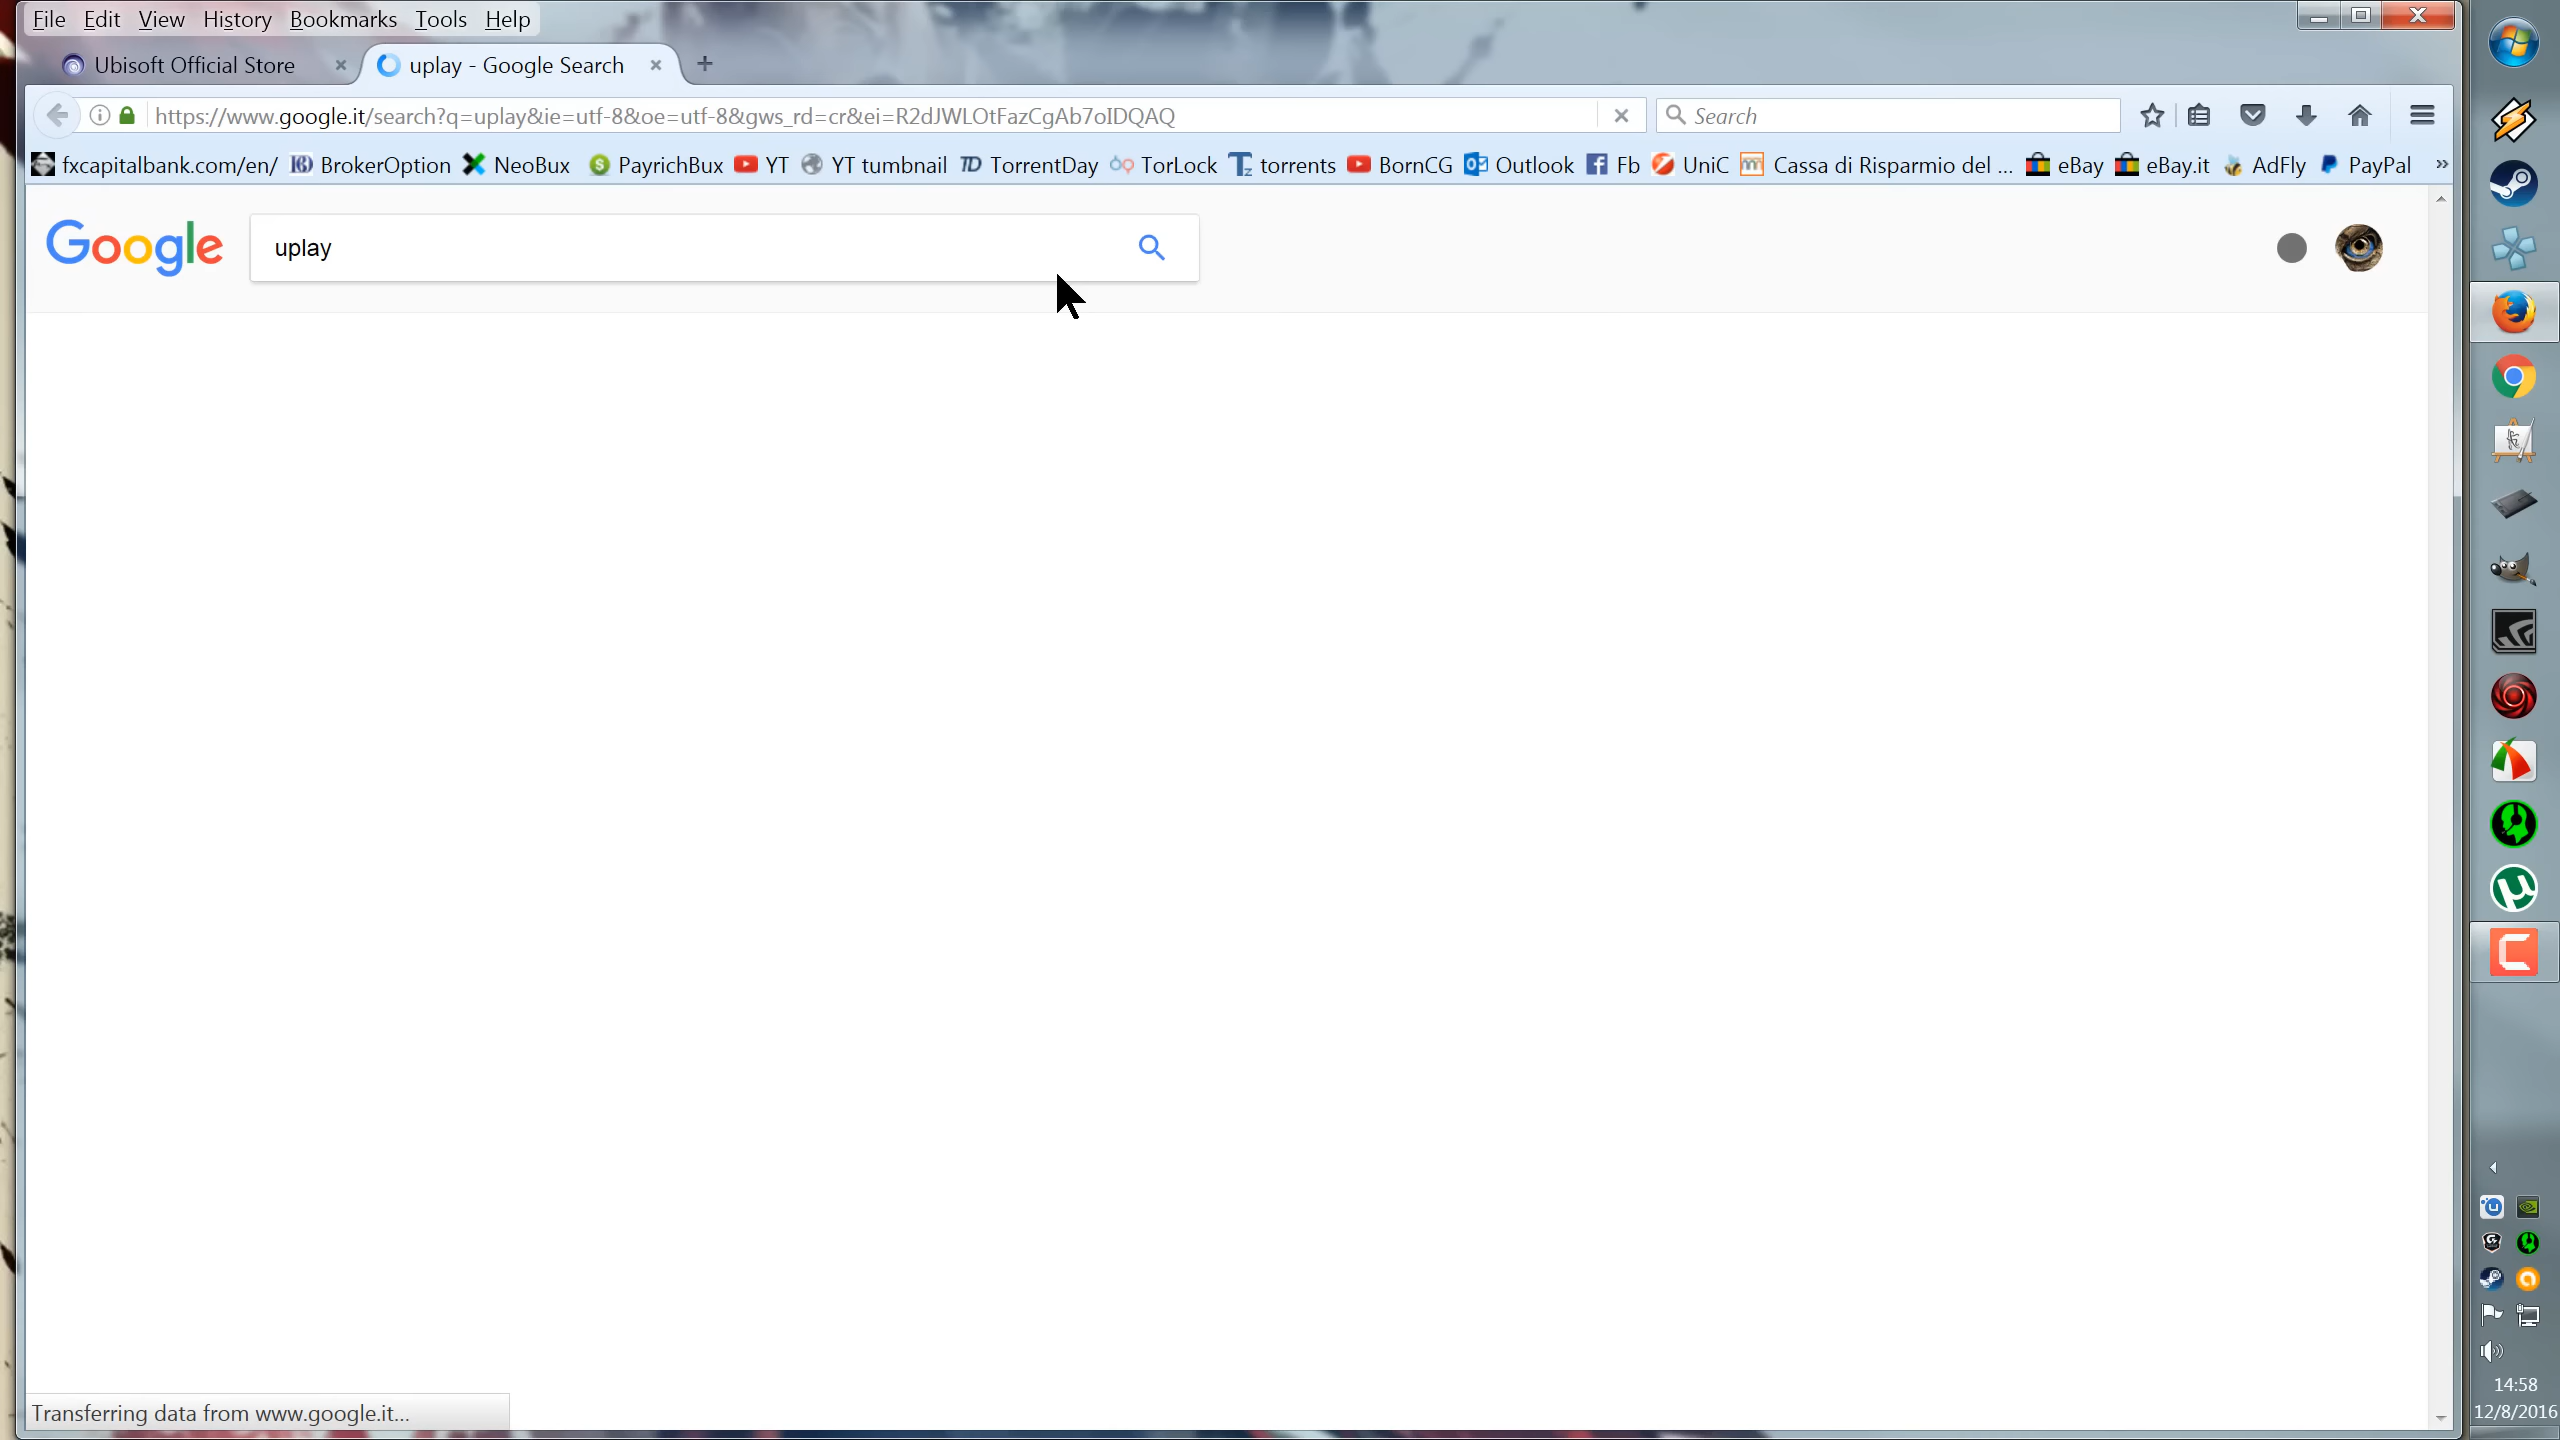 File Edit View History Bookmarks Tools Help
Ubisoft Official Store
uplay - Google Search
https://www.google.it/search?q=uplay&ie=utf-8&oe=utf-8&gws_rd=cr&ei=R2dJWLOtFazCgAb7oIDQAQ
Search
fxcapitalbank.com/en/ BrokerOption NeoBux PayrichBux YT YT tumbnail TorrentDay TorLock torrents BornCG Outlook Fb UniC Cassa di Risparmio del ... eBay eBay.it AdFly PayPal
Google
uplay
Transferring data from www.google.it...
14:58
12/8/2016